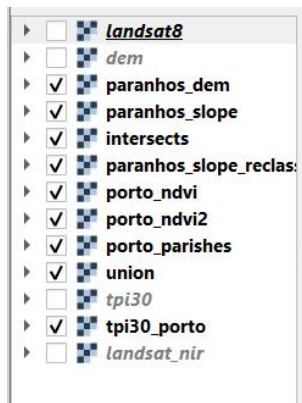 landsat8
dem
paranhos_dem
paranhos_slope
intersects
paranhos_slope_reclas
porto_ndvi
porto_ndvi2
porto_parishes
union
tpi30
tpi30_porto
landsat_nir